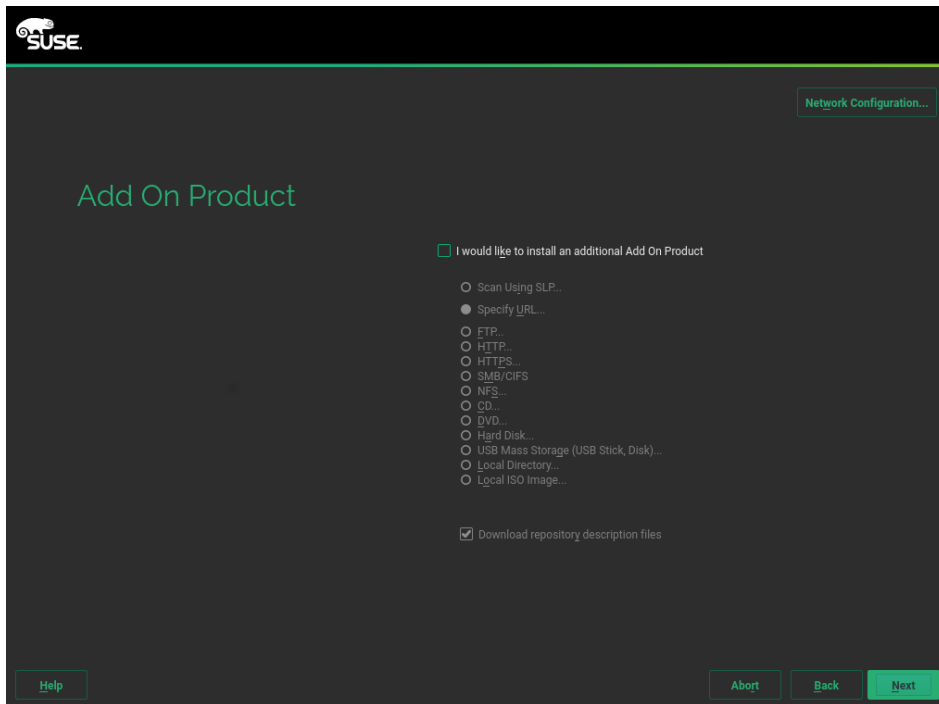 SUSE.
Network Configuration...
Add On Product
I would like to install an additional Add On Product
Scan Using SLP...
Specify URL...
FTP...
HTTP...
HTTPS...
SMB/CIFS
NFS...
CD...
DVD...
Hard Disk...
USB Mass Storage (USB Stick, Disk)...
Local Directory...
Local ISO Image...
Download repository description files
Help
Abort
Back
Next